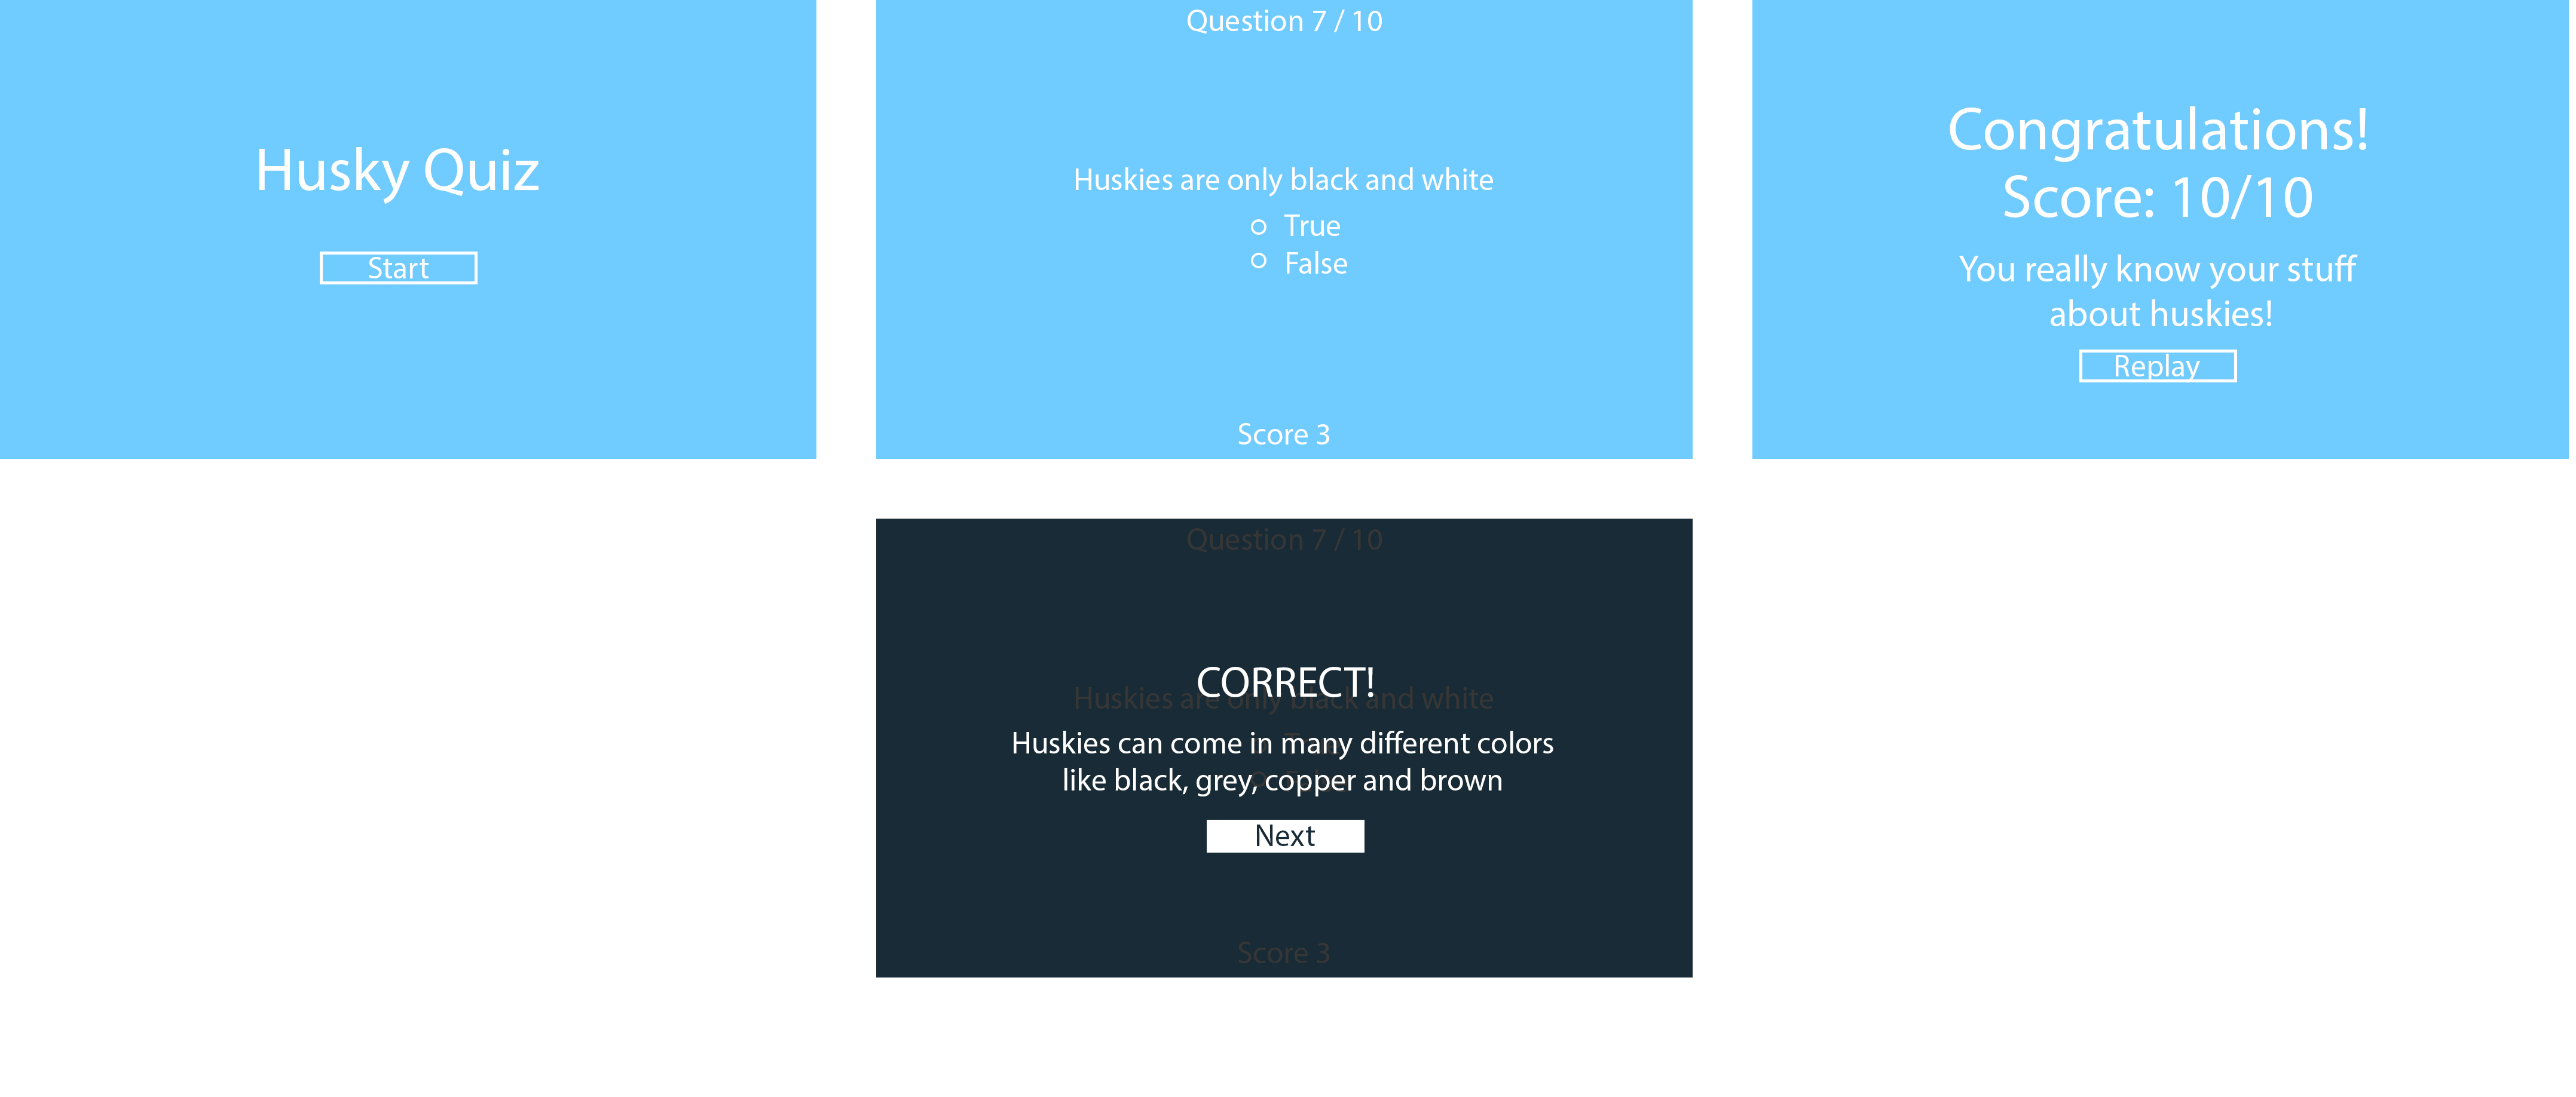 Husky Quiz
Start
Question 7 / 10
Huskies are only black and white
True
False
Score 3
Congratulations!
Score: 10/10
You really know your stuff
about huskies!
Replay
Question 7 / 10
CORRECT!
Huskies are only black and white
Huskies can come in many different colors
like black, grey, copper and brown
Next
Score 3